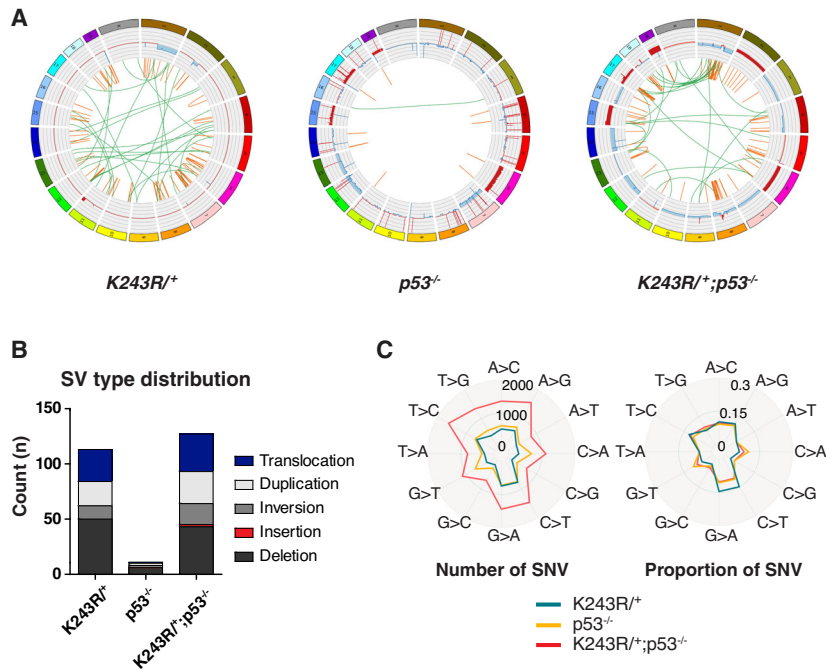 A
K243R/+
p53-/-
K243R/+;p53-/-
B
SV type distribution
Count (n)
150
100
50
0
K243R/+
p53-/-
K243R/+;p53-/-
Translocation
Duplication
Inversion
Insertion
Deletion
C
A>C
A>G
A>T
C>A
C>G
C>T
G>A
G>C
G>T
T>A
T>C
T>G
2000
1000
0
Number of SNV
A>C
A>G
A>T
C>A
C>G
C>T
G>A
G>C
G>T
T>A
T>C
T>G
0.3
0.15
0
Proportion of SNV
K243R/+
p53-/-
K243R/+;p53-/-